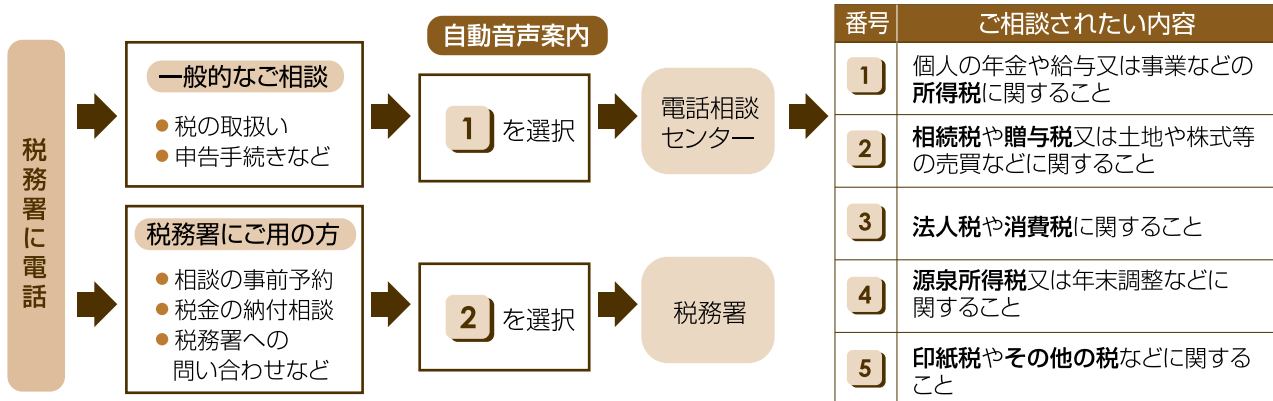 税務署に電話
一般的なご相談
● 税の取扱い
● 申告手続きなど
自動音声案内
1 を選択
電話相談
センター
税務署にご用の方
● 相談の事前予約
● 税金の納付相談
● 税務署への
問い合わせなど
2 を選択
税務署
番号 ご相談されたい内容
1 個人の年金や給与又は事業などの
所得税に関すること
2 相続税や贈与税又は土地や株式等
の売買などに関すること
3 法人税や消費税に関すること
4 源泉所得税又は年末調整などに
関すること
5 印紙税やその他の税などに関する
こと